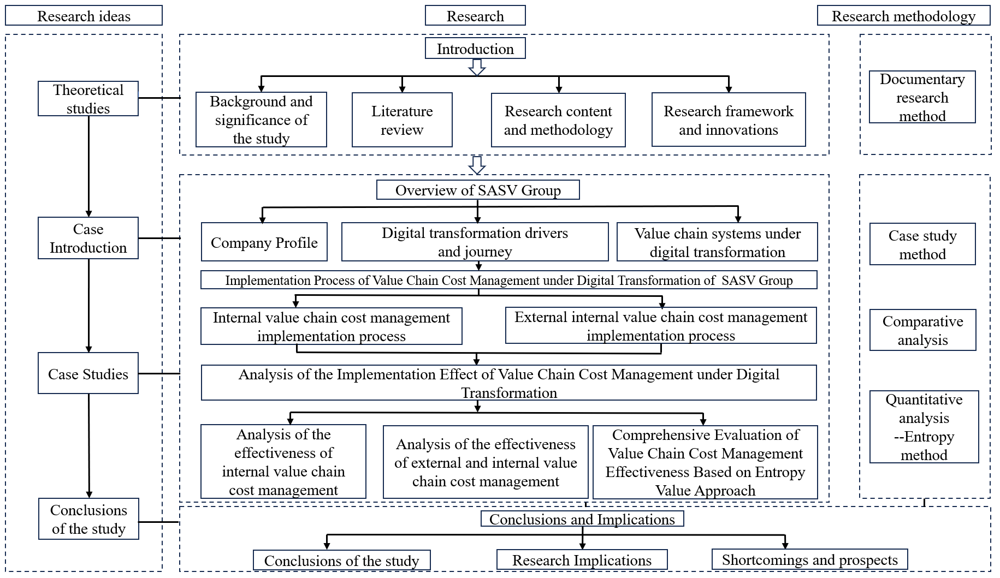 Research ideas
Research
Research methodology
Introduction
Theoretical
studies
Background and
significance of
the study
Literature
review
Research content
and methodology
Research framework
and innovations
Documentary
research
method
Overview of SASV Group
Case
Introduction
Company Profile
Digital transformation drivers
and journey
Value chain systems under
digital transformation
Case study
method
Implementation Process of Value Chain Cost Management under Digital Transformation of SASV Group
Internal value chain cost management
implementation process
External internal value chain cost management
implementation process
Comparative
analysis
Case Studies
Analysis of the Implementation Effect of Value Chain Cost Management under Digital
Transformation
Quantitative
analysis
--Entropy
method
Analysis of the
effectiveness of
internal value chain
cost management
Analysis of the effectiveness
of external and internal value
chain cost management
Comprehensive Evaluation of
Value Chain Cost Management
Effectiveness Based on Entropy
Value Approach
Conclusions
of the study
Conclusions and Implications
Conclusions of the study
Research Implications
Shortcomings and prospects